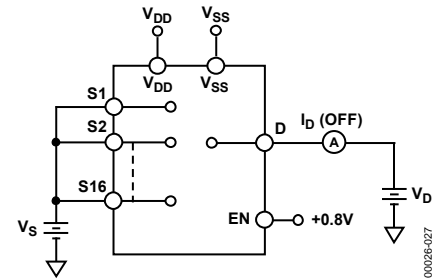 VDD VSS
VDD VSS
S1
S2
D
ID (OFF)
A
S16
VS
EN
+0.8V
VD
00026-027